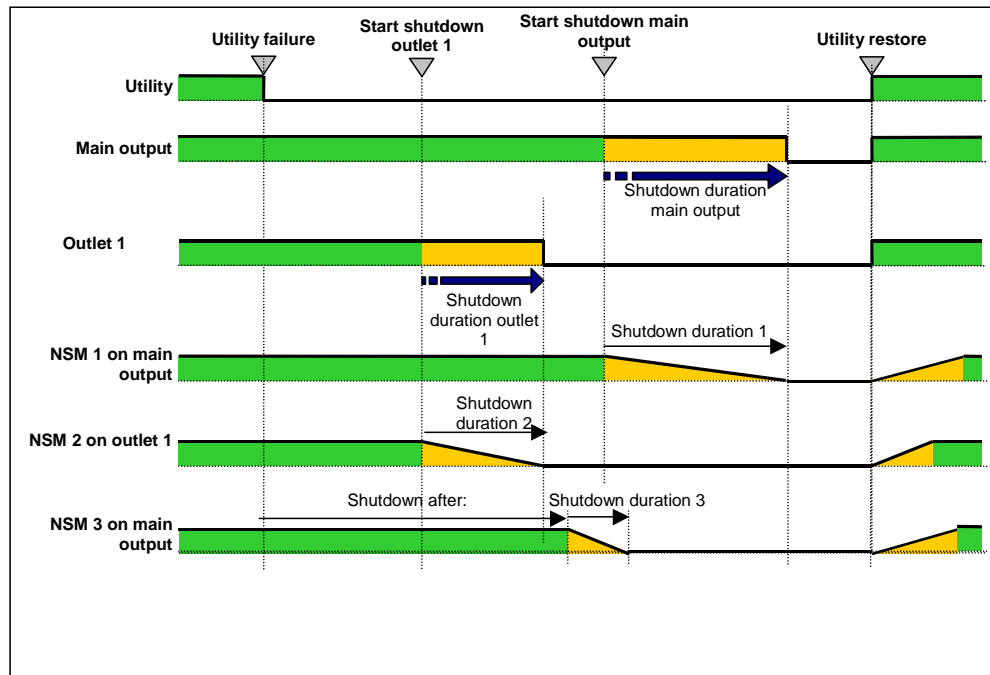 Utility failure
Start shutdown
outlet 1
Start shutdown main
output
Utility restore
Utility
Main output
Shutdown duration
main output
Outlet 1
Shutdown
duration outlet
1
Shutdown duration 1
NSM 1 on main
output
Shutdown
duration 2
NSM 2 on outlet 1
Shutdown after:
Shutdown duration 3
NSM 3 on main
output